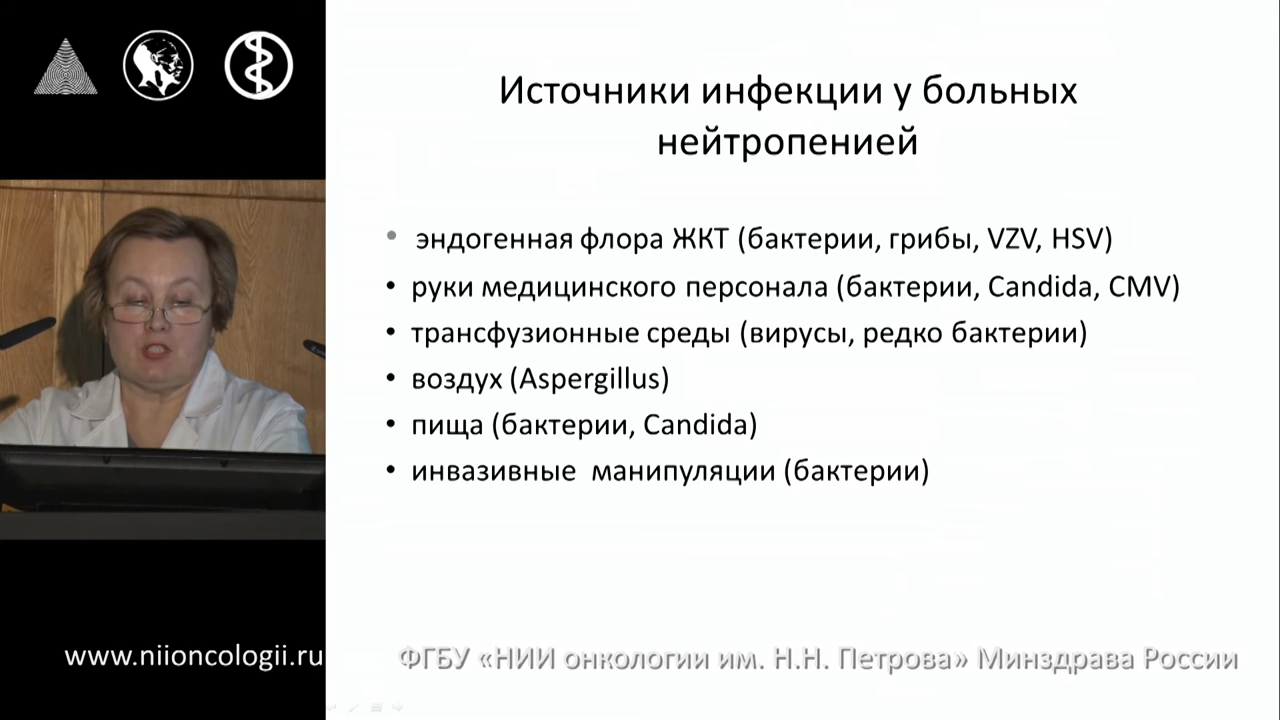 Источники инфекции у больных
нейтропенией
• эндогенная флора ЖКТ (бактерии, грибы, VZV, HSV)
• руки медицинского персонала (бактерии, Candida, CMV)
• трансфузионные среды (вирусы, редко бактерии)
• воздух (Aspergillus)
• пища (бактерии, Candida)
• инвазивные манипуляции (бактерии)
www.niioncologii.ru
ФГБУ «НИИ онкологии им. Н.Н. Петрова» Минздрава России